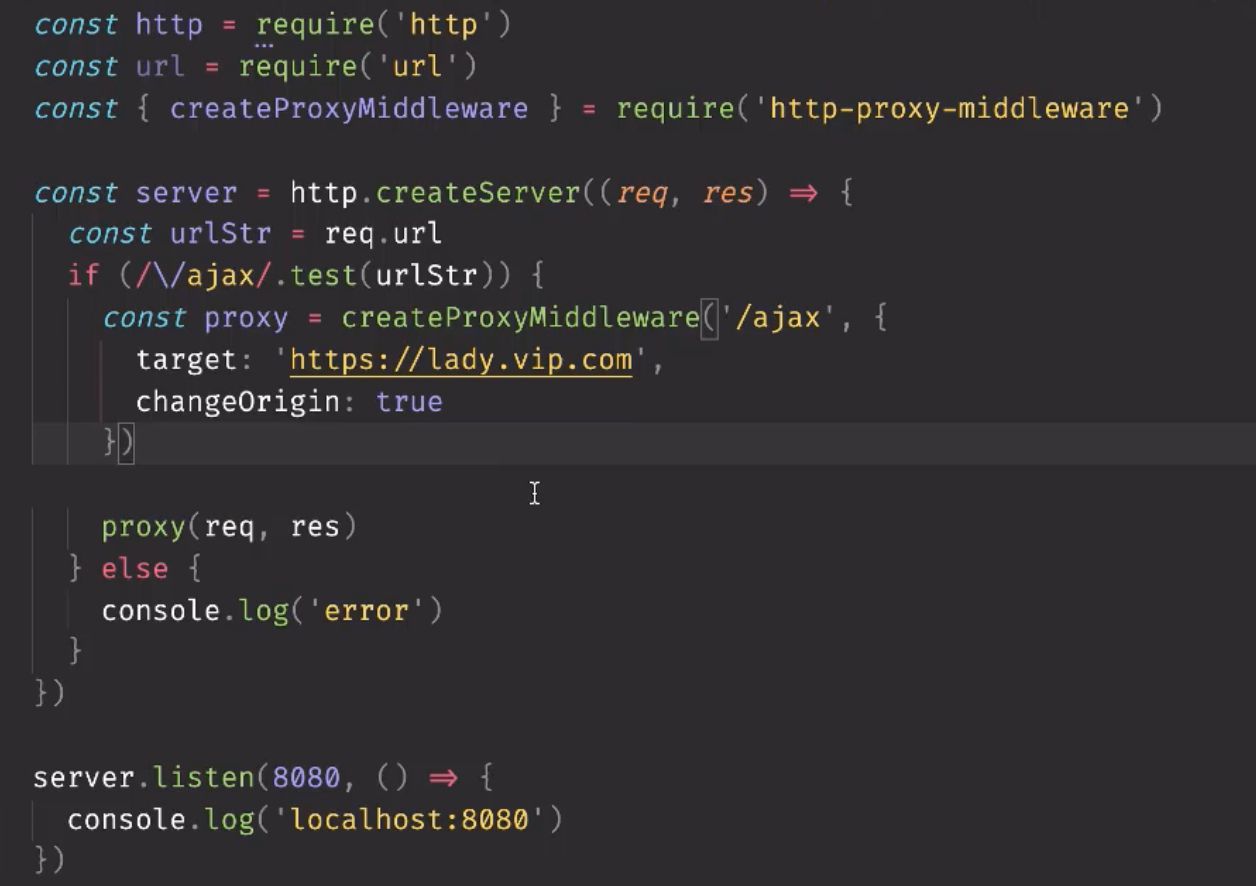 const http = require('http')
const url = require('url')
const { createProxyMiddleware } = require('http-proxy-middleware')
const server = http.createServer((req, res) => {
const urlStr = req.url
if (/\/ajax/.test(urlStr)) {
const proxy = createProxyMiddleware('/ajax', {
target: 'https://lady.vip.com',
changeOrigin: true
})
proxy(req, res)
} else {
console.log('error')
}
})
server.listen(8080, () => {
console.log('localhost:8080')
})